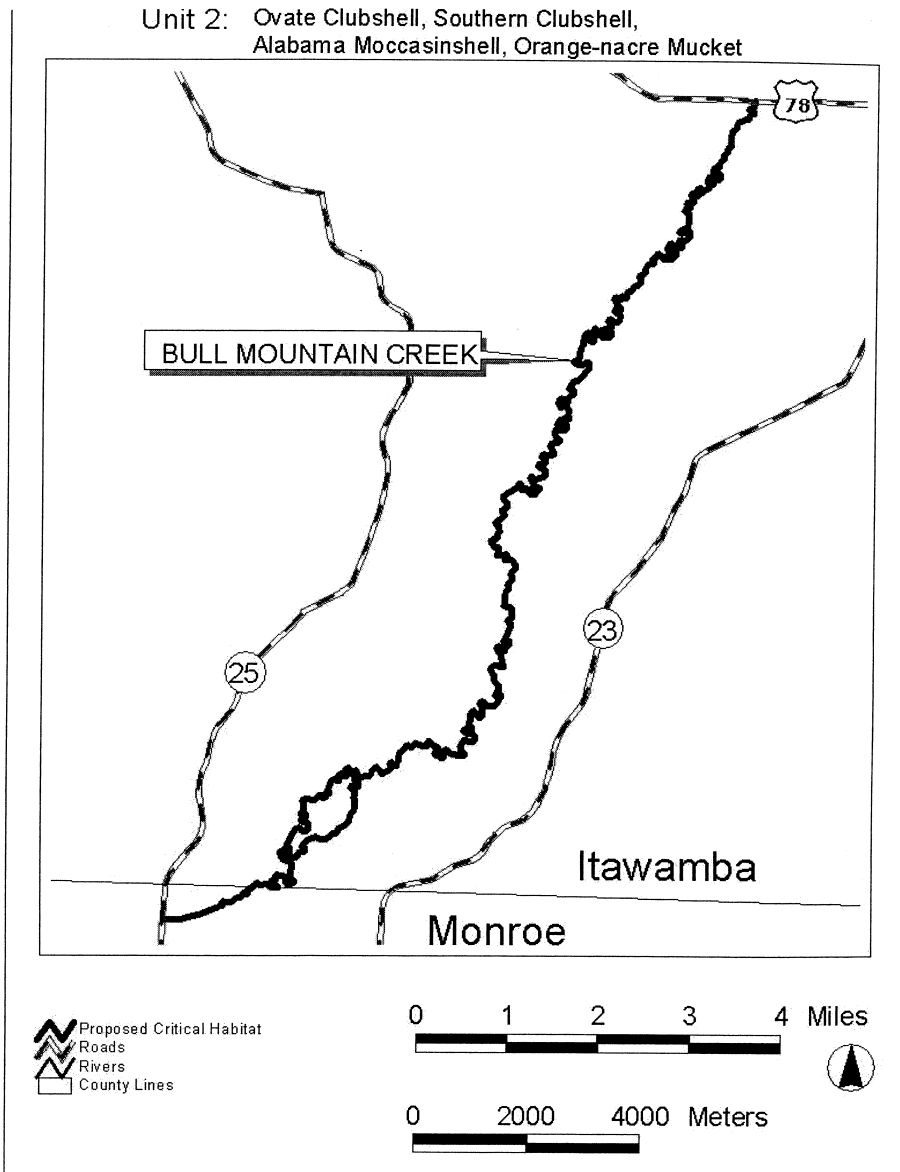 Unit 2: Ovate Clubshell, Southern Clubshell,
Alabama Moccasinshell, Orange-nacre Mucket
78
BULL MOUNTAIN CREEK
23
25
Itawamba
Monroe
Proposed Critical Habitat
Roads
Rivers
County Lines
0 1 2 3 4 Miles
0 2000 4000 Meters